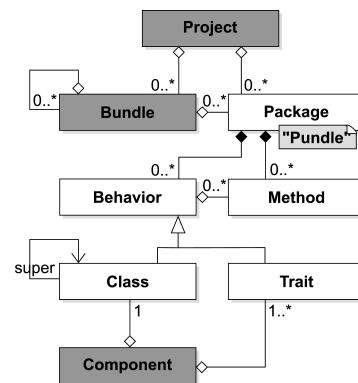 Project
0..* 0..*
0..* Bundle 0..* Package
"Pundle"
0..* 0..*
Behavior 0..* Method
super Class Trait
1 1..*
Component